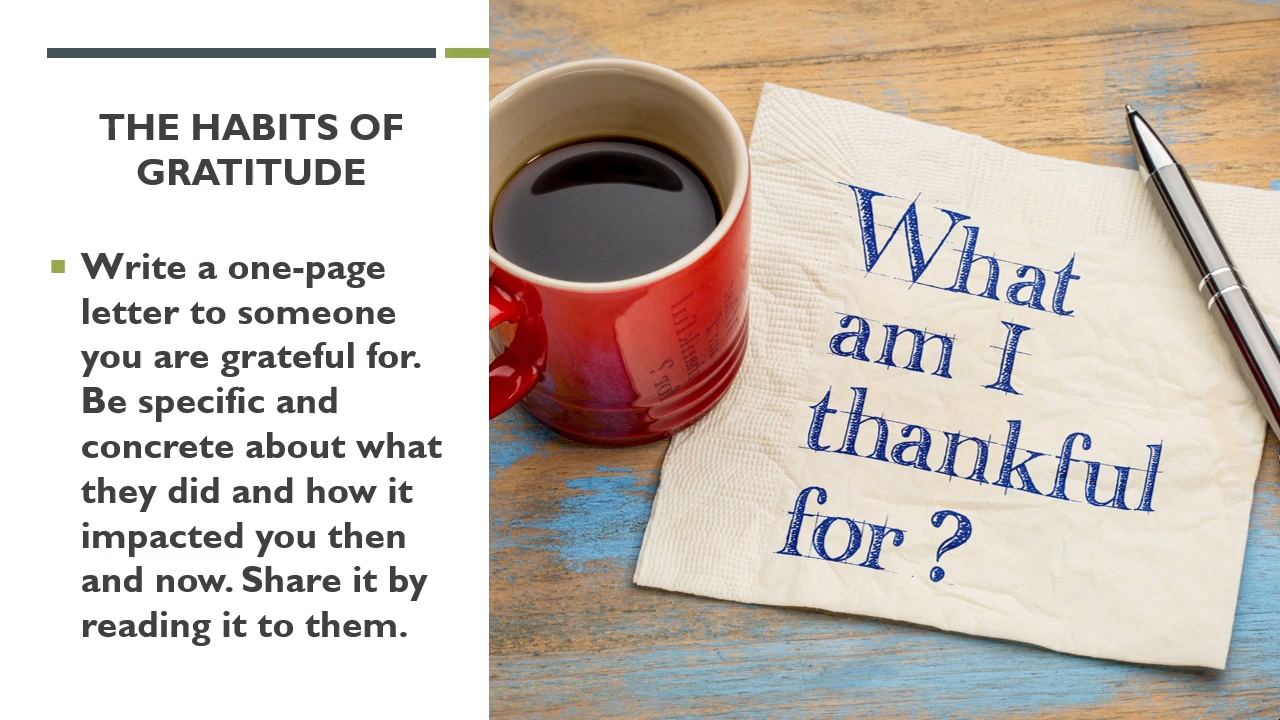 THE HABITS OF
GRATITUDE
Write a one-page
letter to someone
you are grateful for.
Be specific and
concrete about what
they did and how it
impacted you then
and now. Share it by
reading it to them.
What
am I
thankful
for ?